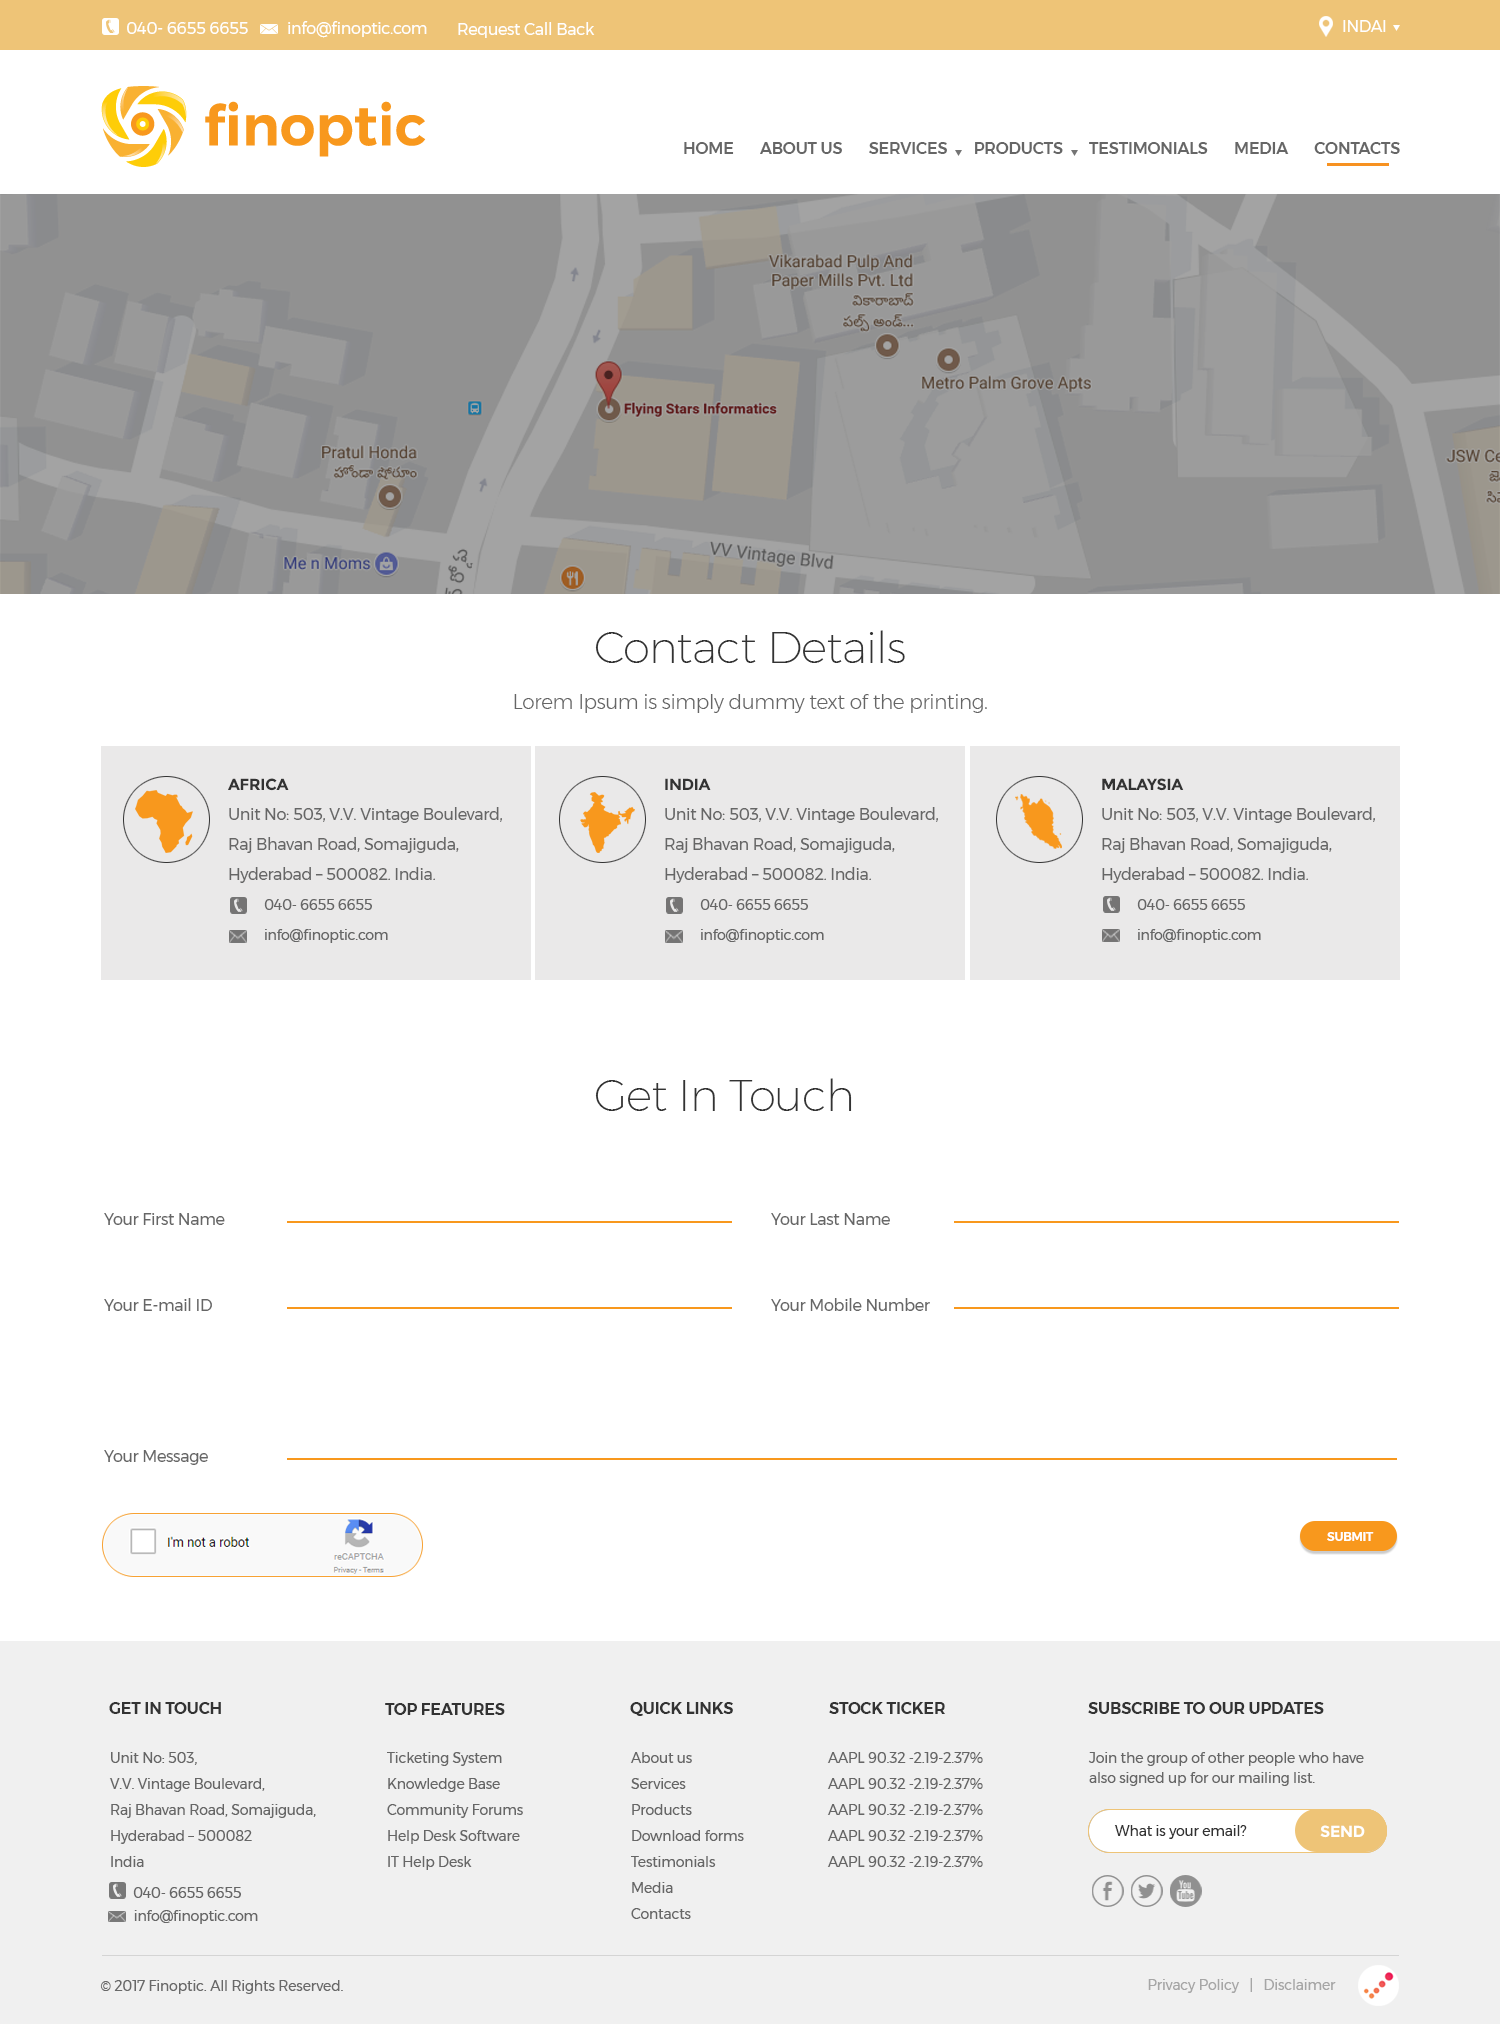 040- 6655 6655 info@finoptic.com Request Call Back INDAI
finoptic
HOME ABOUT US SERVICES PRODUCTS TESTIMONIALS MEDIA CONTACTS
Vikarabad Pulp And
Paper Mills Pvt. Ltd
వికారాబాద్
పల్ప్ అండ్...
Metro Palm Grove Apts
Flying Stars Informatics
Pratul Honda
హోండా షోరూం
JSW Ce
జె
సి
Me n Moms
VV Vintage Blvd
Contact Details
Lorem Ipsum is simply dummy text of the printing.
AFRICA
Unit No: 503, V.V. Vintage Boulevard,
Raj Bhavan Road, Somajiguda,
Hyderabad – 500082. India.
040- 6655 6655
info@finoptic.com
INDIA
Unit No: 503, V.V. Vintage Boulevard,
Raj Bhavan Road, Somajiguda,
Hyderabad – 500082. India.
040- 6655 6655
info@finoptic.com
MALAYSIA
Unit No: 503, V.V. Vintage Boulevard,
Raj Bhavan Road, Somajiguda,
Hyderabad – 500082. India.
040- 6655 6655
info@finoptic.com
Get In Touch
Your First Name Your Last Name
Your E-mail ID Your Mobile Number
Your Message
I'm not a robot
reCAPTCHA
Privacy - Terms
SUBMIT
GET IN TOUCH
Unit No: 503,
V.V. Vintage Boulevard,
Raj Bhavan Road, Somajiguda,
Hyderabad – 500082
India
040- 6655 6655
info@finoptic.com
TOP FEATURES
Ticketing System
Knowledge Base
Community Forums
Help Desk Software
IT Help Desk
QUICK LINKS
About us
Services
Products
Download forms
Testimonials
Media
Contacts
STOCK TICKER
AAPL 90.32 -2.19-2.37%
AAPL 90.32 -2.19-2.37%
AAPL 90.32 -2.19-2.37%
AAPL 90.32 -2.19-2.37%
AAPL 90.32 -2.19-2.37%
SUBSCRIBE TO OUR UPDATES
Join the group of other people who have
also signed up for our mailing list.
What is your email? SEND
You
Tube
© 2017 Finoptic. All Rights Reserved.
Privacy Policy | Disclaimer